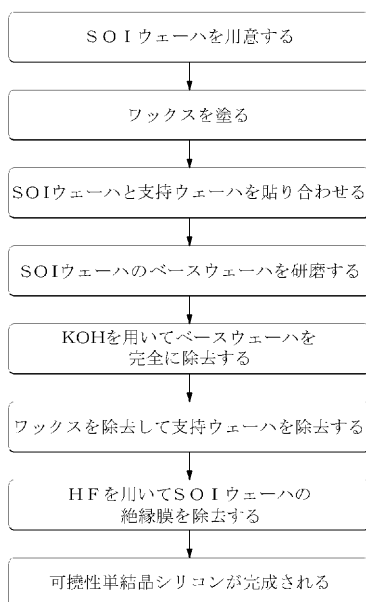 ＳＯＩウェーハを用意する
ワックスを塗る
SOIウェーハと支持ウェーハを貼り合わせる
SOIウェーハのベースウェーハを研磨する
KOHを用いてベースウェーハを
完全に除去する
ワックスを除去して支持ウェーハを除去する
ＨＦを用いてＳＯＩウェーハの
絶縁膜を除去する
可撓性単結晶シリコンが完成される